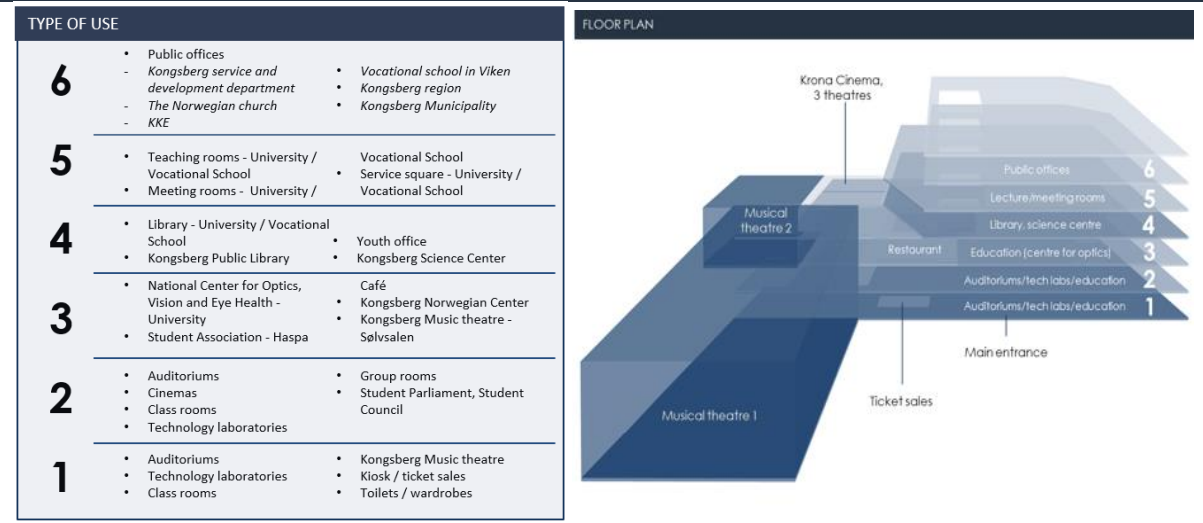 TYPE OF USE
6
• Public offices
- Kongsberg service and
development department
- The Norwegian church
- KKE
• Vocational school in Viken
• Kongsberg region
• Kongsberg Municipality
5
• Teaching rooms - University /
Vocational School
• Meeting rooms -  University /
Vocational School
• Service square - University /
Vocational School
4
• Library - University / Vocational
School
• Kongsberg Public Library
• Youth office
• Kongsberg Science Center
3
• National Center for Optics,
Vision and Eye Health -
University
• Student Association - Haspa
Café
• Kongsberg Norwegian Center
• Kongsberg Music theatre -
Sølvsalen
2
• Auditoriums
• Cinemas
• Class rooms
• Technology laboratories
• Group rooms
• Student Parliament, Student
Council
1
• Auditoriums
• Technology laboratories
• Class rooms
• Kongsberg Music theatre
• Kiosk / ticket sales
• Toilets / wardrobes
FLOOR PLAN
Krona Cinema,
3 theatres
Musical
theatre 2
Public offices 6
Lecture/meeting rooms 5
Library, science centre 4
Restaurant
Education (centre for optics) 3
Auditoriums/tech labs/education 2
Auditoriums/tech labs/education 1
Main entrance
Ticket sales
Musical theatre 1